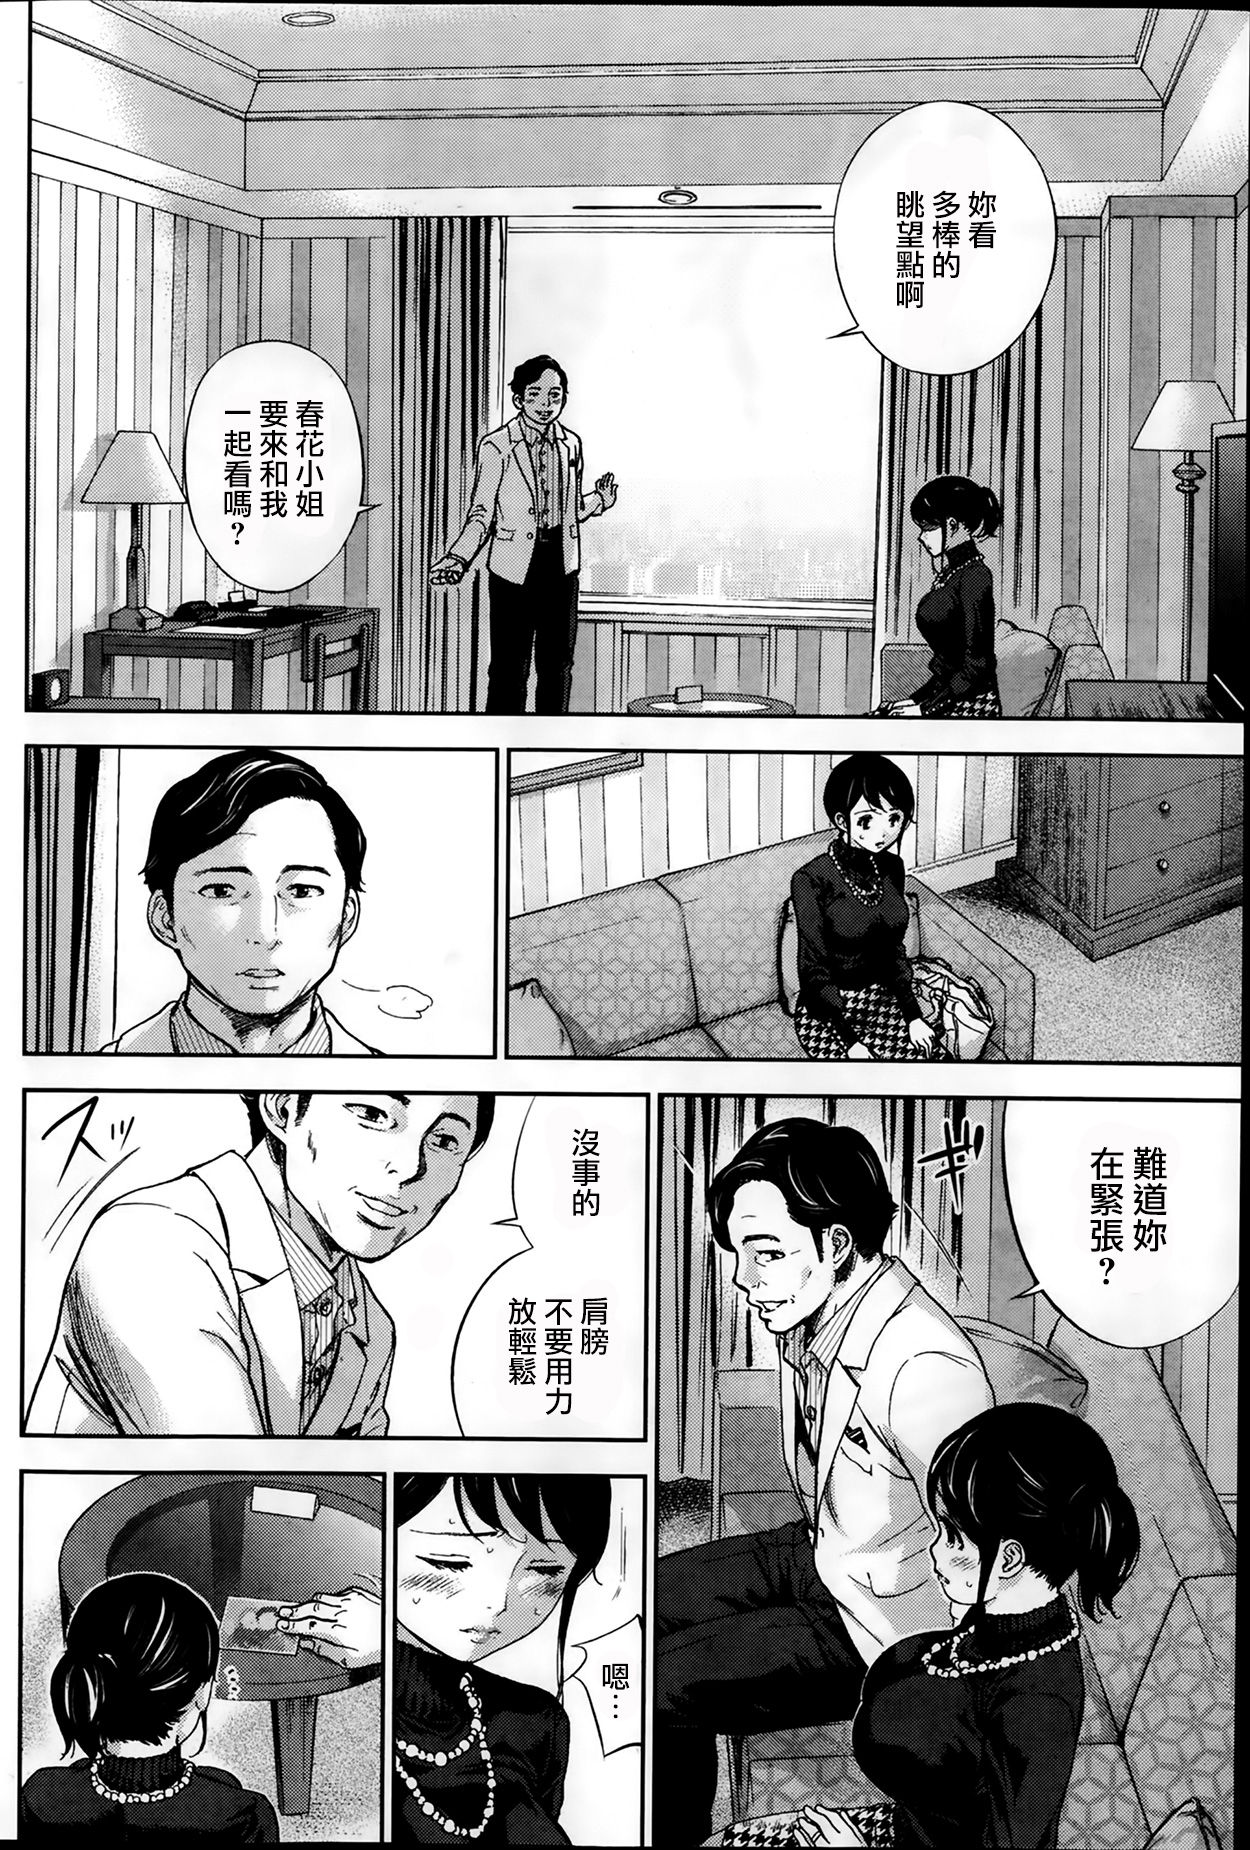 妳看
多棒的
眺望點啊
春花小姐
要來和我
一起看嗎?
難道妳
在緊張?
ギシ
沒事的
肩膀
不要用力
放輕鬆
スッ
嗯…